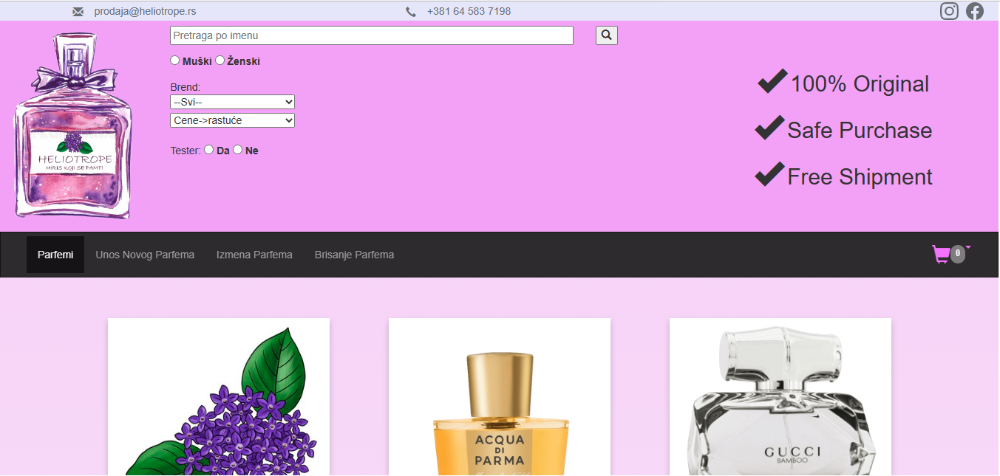 prodaja@heliotrope.rs
+381 64 583 7198
Pretraga po imenu
Muški Ženski
Brend:
--Svi--
Cene->rastuće
Tester: Da Ne
100% Original
Safe Purchase
Free Shipment
HELIOTROPE
MIRIS KOJI SE PAMTI
Parfemi Unos Novog Parfema Izmena Parfema Brisanje Parfema
0
ACQUA
DI
PARMA
GUCCI
BAMBOO